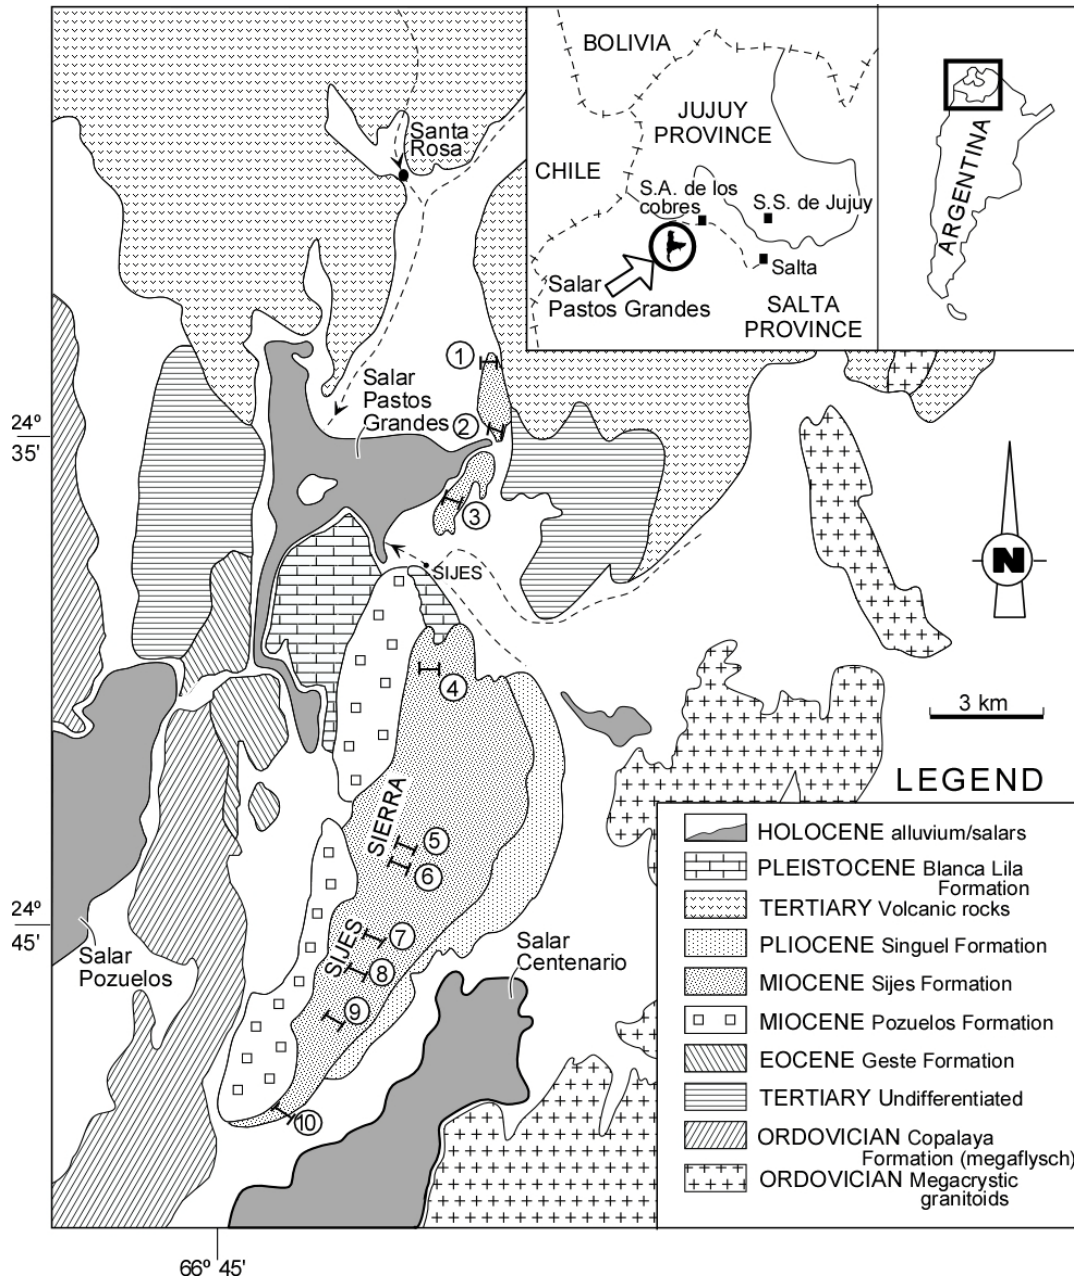 BOLIVIA
JUJUY
PROVINCE
CHILE
S.A. de los
cobres
S.S. de Jujuy
Salta
Salar
Pastos Grandes
SALTA
PROVINCE
ARGENTINA
Santa
Rosa
1
Salar
Pastos
Grandes
2
24º
35'
3
SIJES
N
4
3 km
SIERRA
5
6
24º
45'
SIJES
7
Salar
Centenario
Salar
Pozuelos
8
9
10
66º 45'
LEGEND
HOLOCENE alluvium/salars
PLEISTOCENE Blanca Lila
Formation
TERTIARY Volcanic rocks
PLIOCENE Singuel Formation
MIOCENE Sijes Formation
MIOCENE Pozuelos Formation
EOCENE Geste Formation
TERTIARY Undifferentiated
ORDOVICIAN Copalaya
Formation (megaflysch)
ORDOVICIAN Megacrystic
granitoids